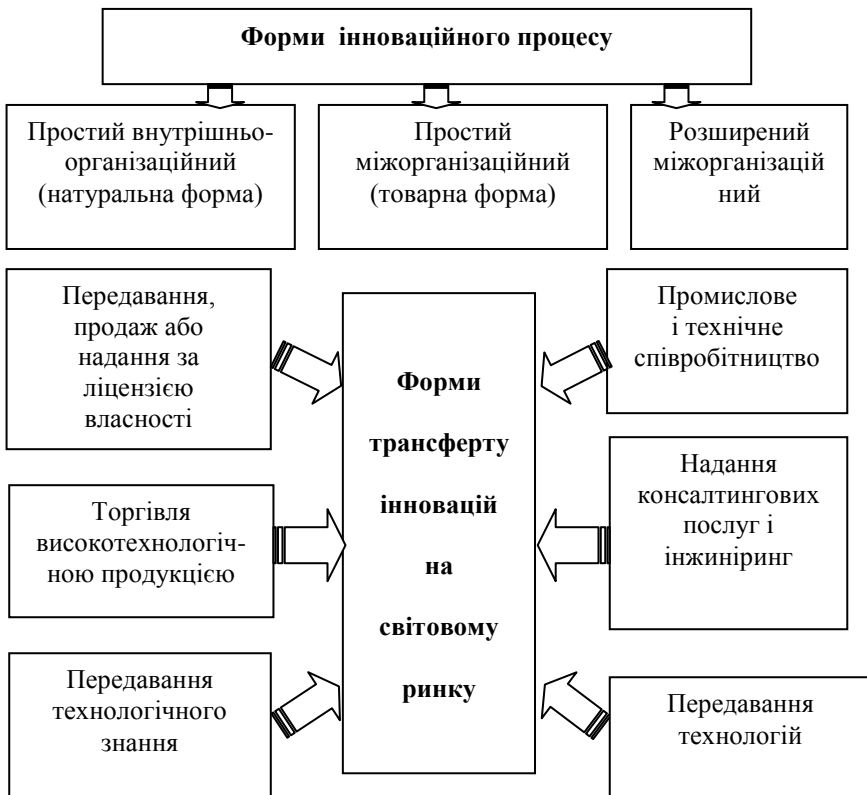 Форми інноваційного процесу
Простий внутрішньо-
організаційний
(натуральна форма)
Простий
міжорганізаційний
(товарна форма)
Розширений
міжорганізацій
ний
Передавання,
продаж або
надання за
ліцензією
власності
Торгівля
високотехнологіч-
ною продукцією
Передавання
технологічного
знання
Форми
трансферту
інновацій
на
світовому
ринку
Промислове
і технічне
співробітництво
Надання
консалтингових
послуг і
інжиніринг
Передавання
технологій